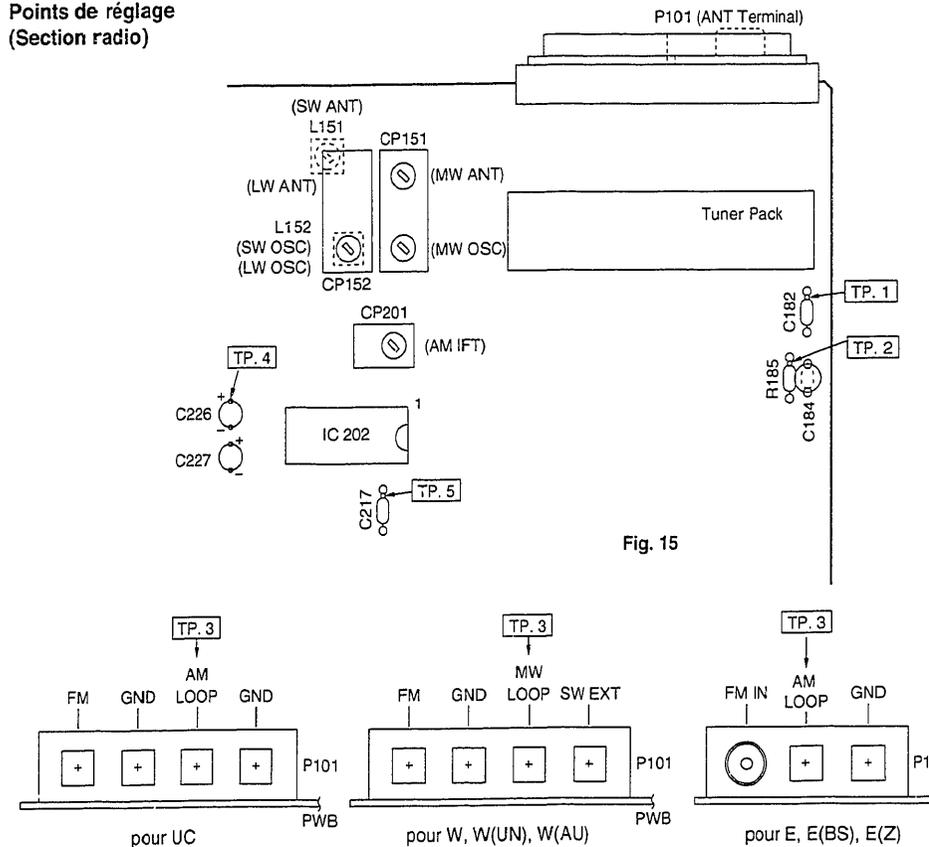 Points de réglage
(Section radio)
P101 (ANT Terminal)
(SW ANT)
L151
CP151
(LW ANT)
(MW ANT)
L152
(SW OSC)
(LW OSC)
(MW OSC)
CP152
Tuner Pack
CP201
(AM IFT)
C182
TP. 1
TP. 2
R185
C184
TP. 4
+
C226
-
+
C227
-
IC 202
1
C217
TP. 5
Fig. 15
TP. 3
FM GND AM LOOP GND
+ + + +
P101
PWB
pour UC
TP. 3
FM GND MW LOOP SW EXT
+ + + +
P101
PWB
pour W, W(UN), W(AU)
TP. 3
FM IN AM LOOP GND
+ +
P1
pour E, E(BS), E(Z)